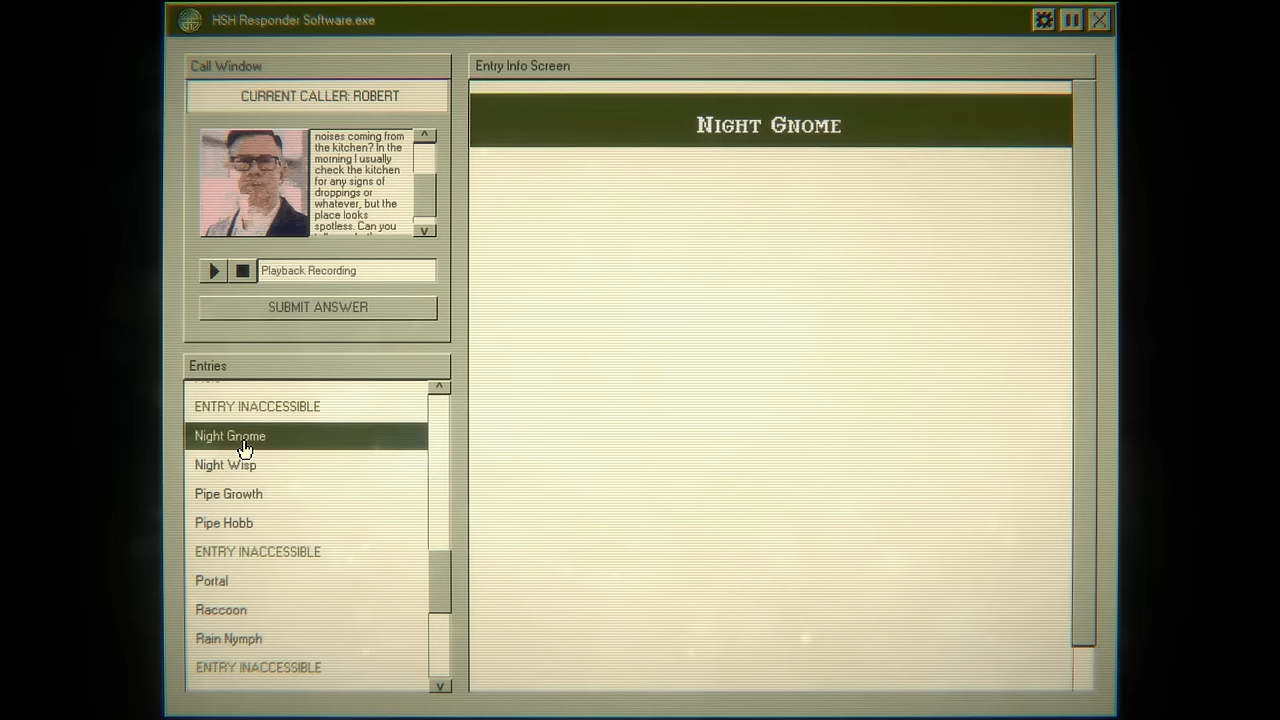 HSH Responder Software.exe
Call Window
CURRENT CALLER: ROBERT
noises coming from
the kitchen? In the
morning I usually
check the kitchen
for any signs of
droppings or
whatever, but the
place looks
spotless. Can you
Playback Recording
SUBMIT ANSWER
Entries
ENTRY INACCESSIBLE
Night Gnome
Night Wisp
Pipe Growth
Pipe Hobb
ENTRY INACCESSIBLE
Portal
Raccoon
Rain Nymph
ENTRY INACCESSIBLE
Entry Info Screen
Night Gnome